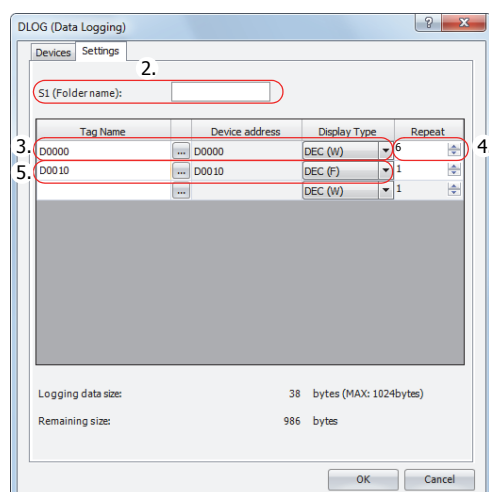 DLOG (Data Logging)
?
X
Devices Settings
2.
S1 (Folder name):
Tag Name Device address Display Type Repeat
3. D0000 ... D0000 DEC (W) 6 4.
5. D0010 ... D0010 DEC (F) 1
... DEC (W) 1
Logging data size: 38 bytes (MAX: 1024bytes)
Remaining size: 986 bytes
OK Cancel